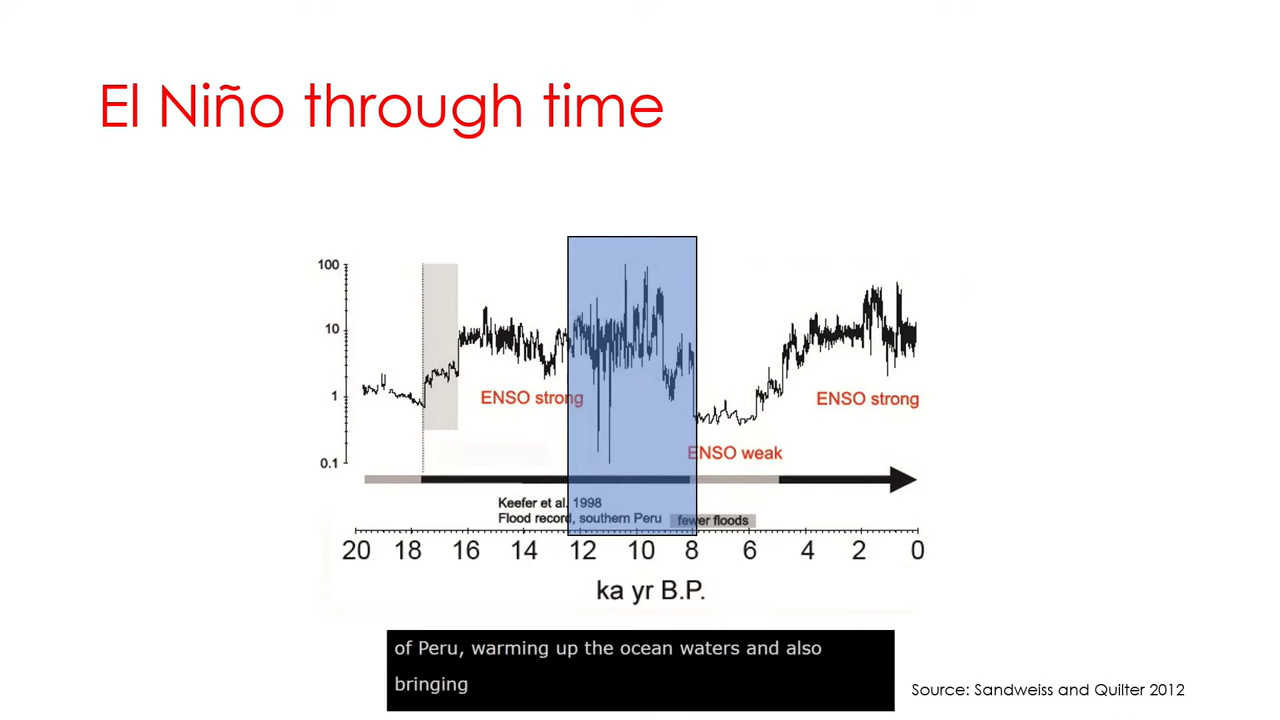 El Niño through time
100
10
1
0.1
ENSO strong
ENSO strong
ENSO weak
Keefer et al. 1998
Flood record, southern Peru
fewer floods
20 18 16 14 12 10 8 6 4 2 0
ka yr B.P.
of Peru, warming up the ocean waters and also
bringing
Source: Sandweiss and Quilter 2012